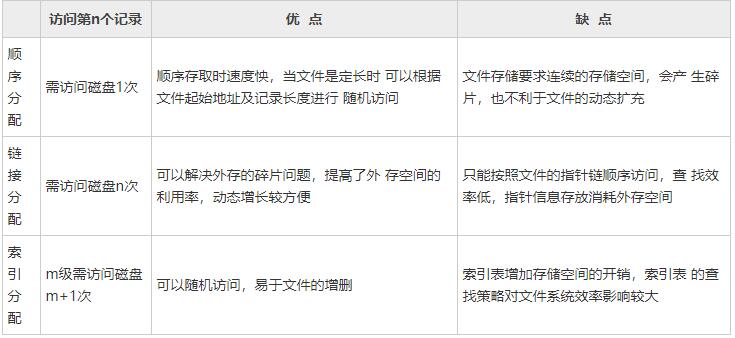 访问第n个记录 优 点 缺 点
顺
序
分
配
需访问磁盘1次
顺序存取时速度快，当文件是定长时 可以根据
文件起始地址及记录长度进行 随机访问
文件存储要求连续的存储空间，会产 生碎
片，也不利于文件的动态扩充
链
接
分
配
需访问磁盘n次
可以解决外存的碎片问题，提高了外 存空间的
利用率，动态增长较方便
只能按照文件的指针链顺序访问，查 找效
率低，指针信息存放消耗外存空间
索
引
分
配
m级需访问磁盘
m+1次
可以随机访问，易于文件的增删
索引表增加存储空间的开销，索引表 的查
找策略对文件系统效率影响较大